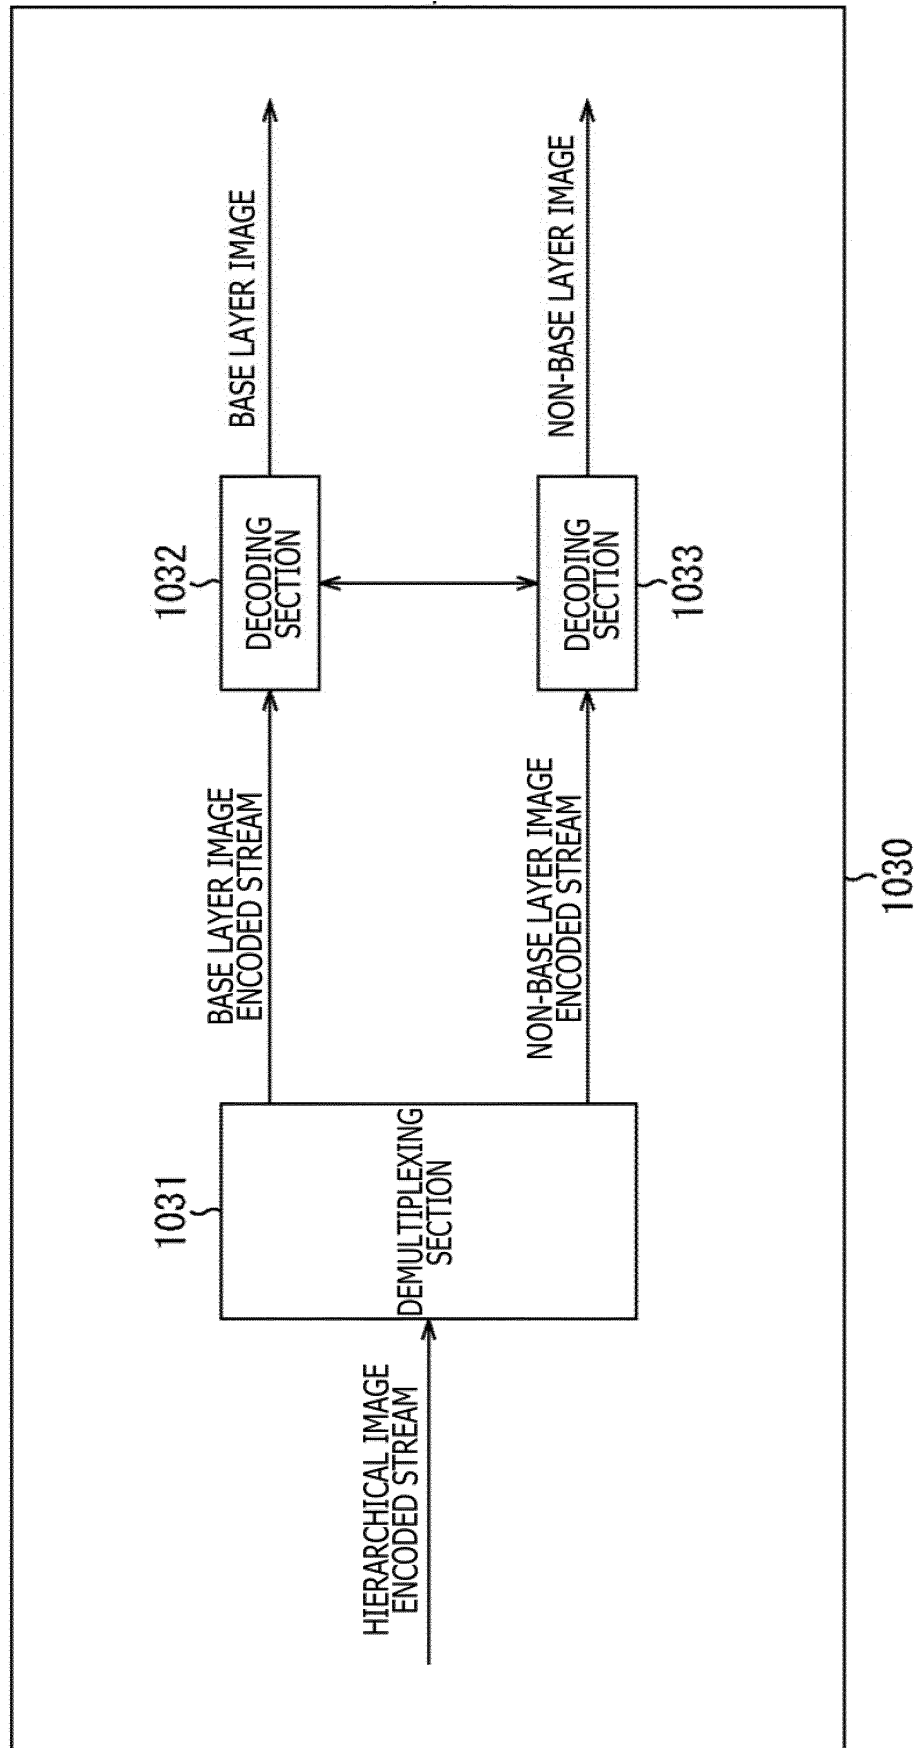 HIERARCHICAL IMAGE
ENCODED STREAM
1031
DEMULTIPLEXING
SECTION
BASE LAYER IMAGE
ENCODED STREAM
NON-BASE LAYER IMAGE
ENCODED STREAM
1032
DECODING
SECTION
DECODING
SECTION
1033
BASE LAYER IMAGE
NON-BASE LAYER IMAGE
1030